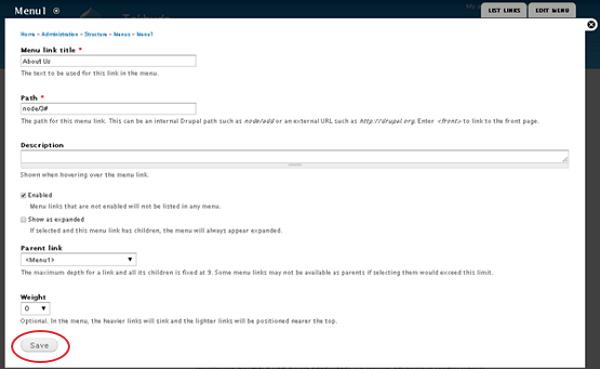 Menu1
LIST LINKS EDIT MENU
Home » Administration » Structure » Menus » Menu1
Menu link title *
About Us
The text to be used for this link in the menu.
Path *
node/3#
The path for this menu link. This can be an internal Drupal path such as node/add or an external URL such as http://drupal.org. Enter <front> to link to the front page.
Description
Shown when hovering over the menu link.
Enabled
Menu links that are not enabled will not be listed in any menu.
Show as expanded
If selected and this menu link has children, the menu will always appear expanded.
Parent link
<Menu1>
The maximum depth for a link and all its children is fixed at 9. Some menu links may not be available as parents if selecting them would exceed this limit.
Weight
0
Optional. In the menu, the heavier links will sink and the lighter links will be positioned nearer the top.
Save